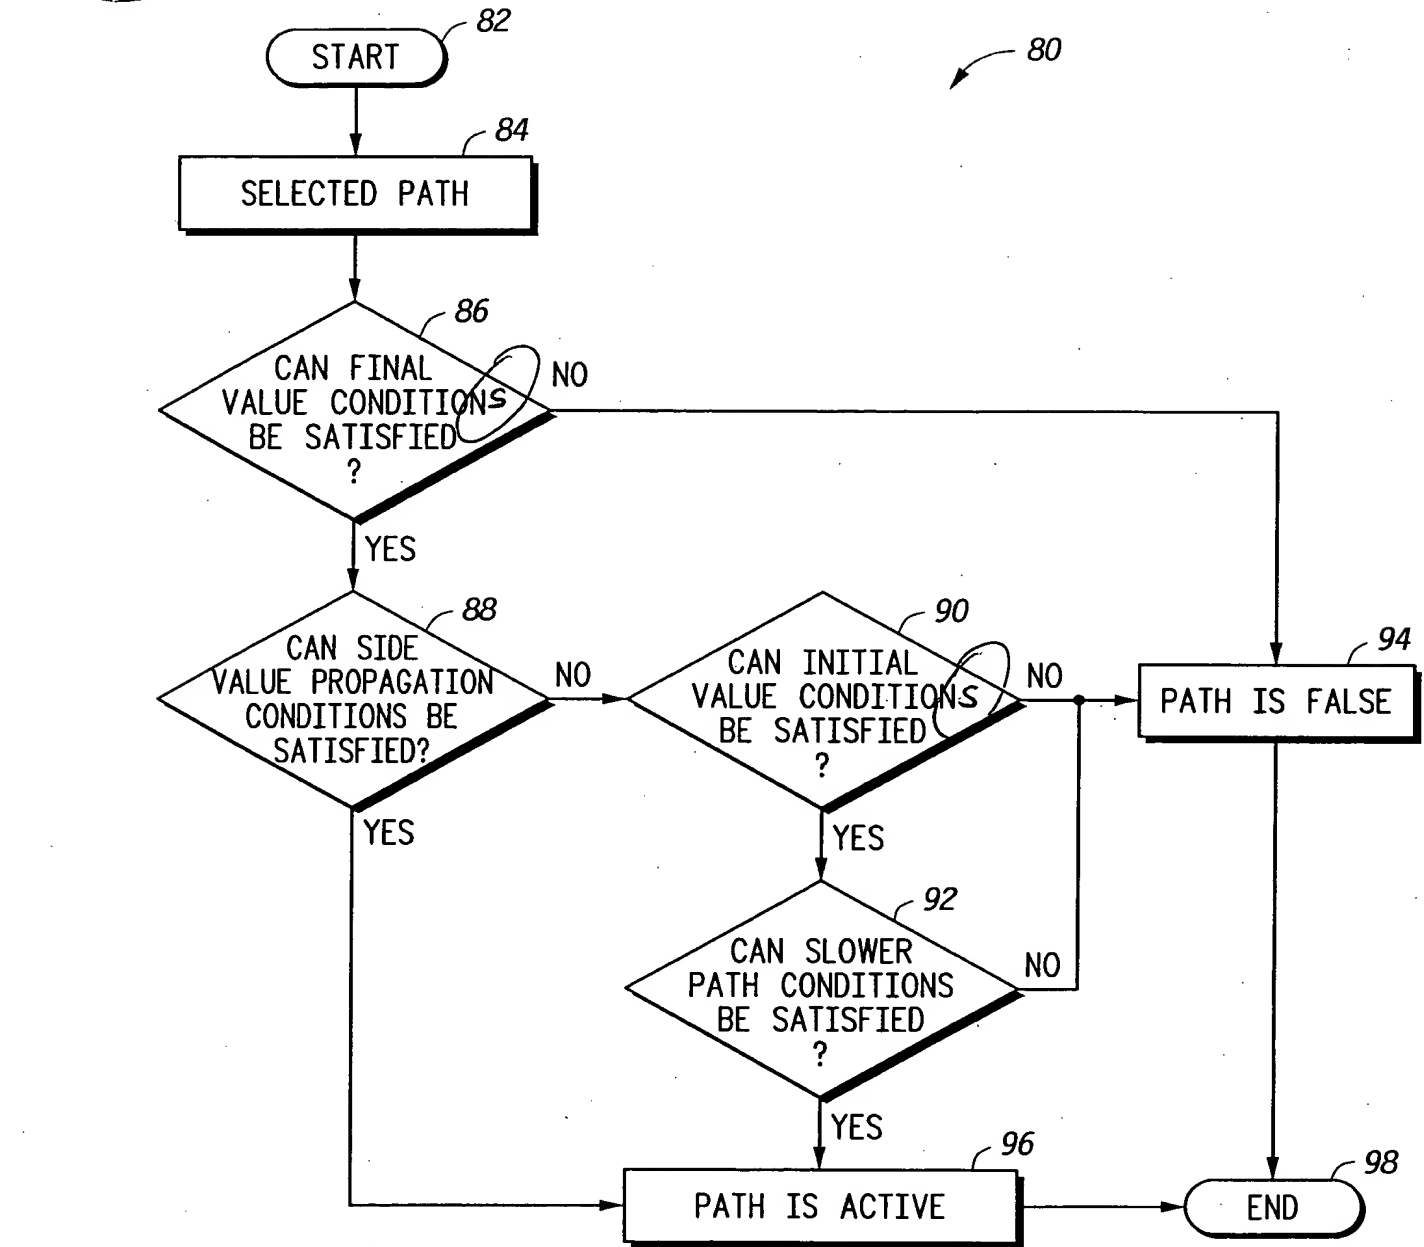 82
START
80
84
SELECTED PATH
86
CAN FINAL
VALUE CONDITIONS
BE SATISFIED
?
NO
YES
88
CAN SIDE
VALUE PROPAGATION
CONDITIONS BE
SATISFIED?
NO
YES
90
CAN INITIAL
VALUE CONDITIONS
BE SATISFIED
?
NO
YES
94
PATH IS FALSE
92
CAN SLOWER
PATH CONDITIONS
BE SATISFIED
?
NO
YES
96
PATH IS ACTIVE
98
END